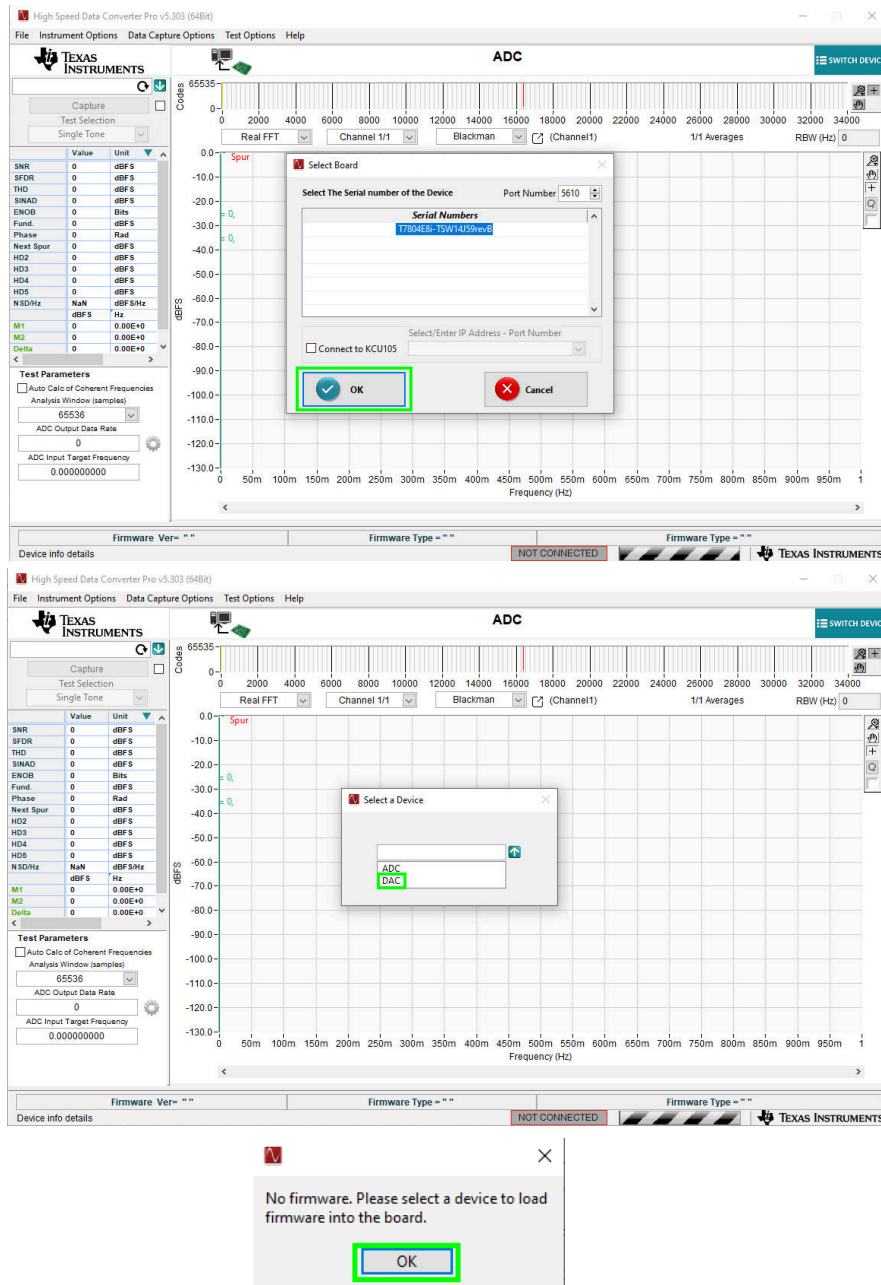 High Speed Data Converter Pro v5.303 (64Bit)
File Instrument Options Data Capture Options Test Options Help
TEXAS INSTRUMENTS
ADC
SWITCH DEVIC
Capture
Test Selection
Single Tone
Codes
65535
0
0 2000 4000 6000 8000 10000 12000 14000 16000 18000 20000 22000 24000 26000 28000 30000 32000 34000
Real FFT Channel 1/1 Blackman (Channel1) 1/1 Averages RBW (Hz) 0
Value Unit
SNR 0 dBFS
SFDR 0 dBFS
THD 0 dBFS
SINAD 0 dBFS
ENOB 0 Bits
Fund. 0 dBFS
Phase 0 Rad
Next Spur 0 dBFS
HD2 0 dBFS
HD3 0 dBFS
HD4 0 dBFS
HD5 0 dBFS
NSD/Hz NaN dBFS/Hz
dBFS Hz
M1 0 0.00E+0
M2 0 0.00E+0
Delta 0 0.00E+0
Test Parameters
Auto Calc of Coherent Frequencies
Analysis Window (samples)
65536
ADC Output Data Rate
0
ADC Input Target Frequency
0.000000000
dBFS
0.0
-10.0
-20.0
-30.0
-40.0
-50.0
-60.0
-70.0
-80.0
-90.0
-100.0
-110.0
-120.0
-130.0
Spur
= 0,
= 0,
Select Board
Select The Serial number of the Device Port Number 5610
Serial Numbers
T7804E8i-TSW14J59revB
Select/Enter IP Address - Port Number
Connect to KCU105
OK Cancel
0 50m 100m 150m 200m 250m 300m 350m 400m 450m 500m 550m 600m 650m 700m 750m 800m 850m 900m 950m 1
Frequency (Hz)
Firmware Ver= " " Firmware Type = " " Firmware Type = " "
Device info details NOT CONNECTED TEXAS INSTRUMENTS
High Speed Data Converter Pro v5.303 (64Bit)
File Instrument Options Data Capture Options Test Options Help
TEXAS INSTRUMENTS
ADC
SWITCH DEVIC
Capture
Test Selection
Single Tone
Codes
65535
0
0 2000 4000 6000 8000 10000 12000 14000 16000 18000 20000 22000 24000 26000 28000 30000 32000 34000
Real FFT Channel 1/1 Blackman (Channel1) 1/1 Averages RBW (Hz) 0
Value Unit
SNR 0 dBFS
SFDR 0 dBFS
THD 0 dBFS
SINAD 0 dBFS
ENOB 0 Bits
Fund. 0 dBFS
Phase 0 Rad
Next Spur 0 dBFS
HD2 0 dBFS
HD3 0 dBFS
HD4 0 dBFS
HD5 0 dBFS
NSD/Hz NaN dBFS/Hz
dBFS Hz
M1 0 0.00E+0
M2 0 0.00E+0
Delta 0 0.00E+0
Test Parameters
Auto Calc of Coherent Frequencies
Analysis Window (samples)
65536
ADC Output Data Rate
0
ADC Input Target Frequency
0.000000000
dBFS
0.0
-10.0
-20.0
-30.0
-40.0
-50.0
-60.0
-70.0
-80.0
-90.0
-100.0
-110.0
-120.0
-130.0
Spur
= 0,
= 0,
Select a Device
ADC
DAC
0 50m 100m 150m 200m 250m 300m 350m 400m 450m 500m 550m 600m 650m 700m 750m 800m 850m 900m 950m 1
Frequency (Hz)
Firmware Ver= " " Firmware Type = " " Firmware Type = " "
Device info details NOT CONNECTED TEXAS INSTRUMENTS
No firmware. Please select a device to load
firmware into the board.
OK